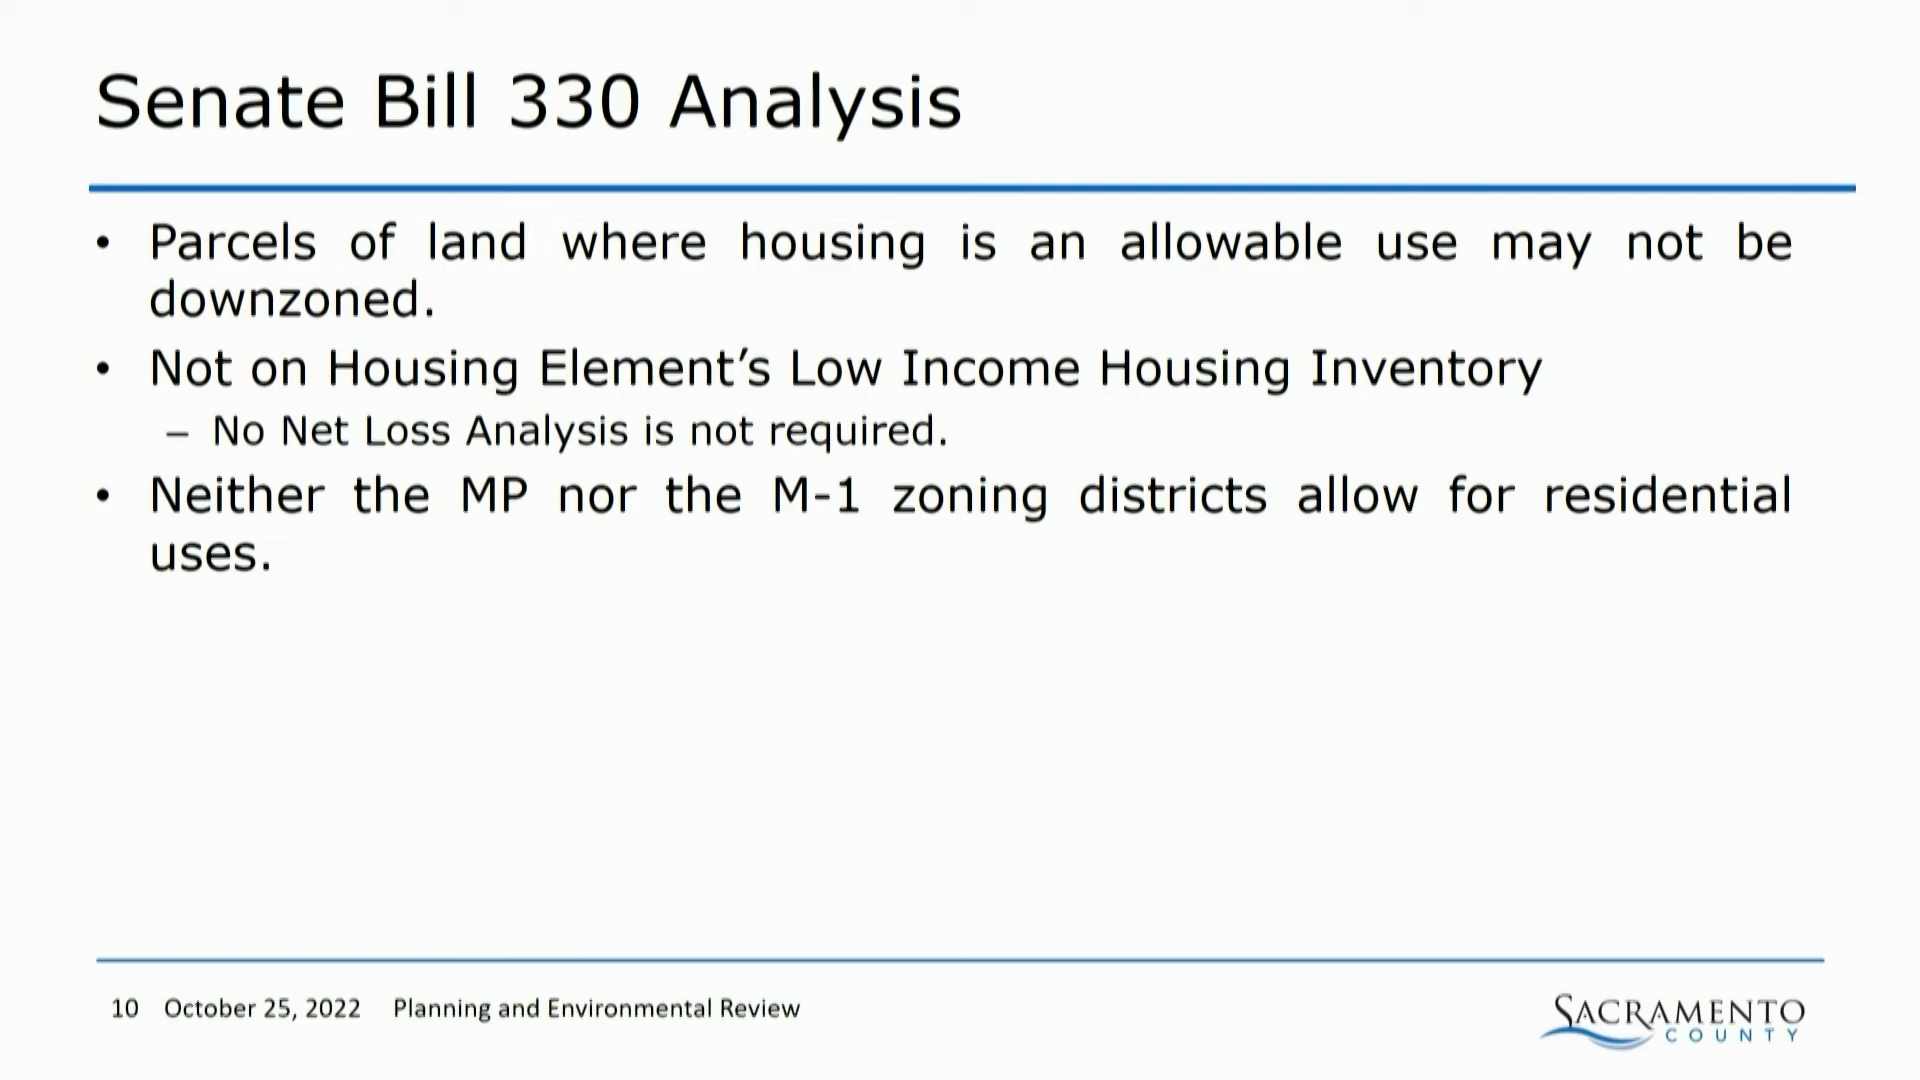 Senate Bill 330 Analysis
• Parcels of land where housing is an allowable use may not be
downzoned.
• Not on Housing Element’s Low Income Housing Inventory
– No Net Loss Analysis is not required.
• Neither the MP nor the M-1 zoning districts allow for residential
uses.
10 October 25, 2022 Planning and Environmental Review
SACRAMENTO
COUNTY